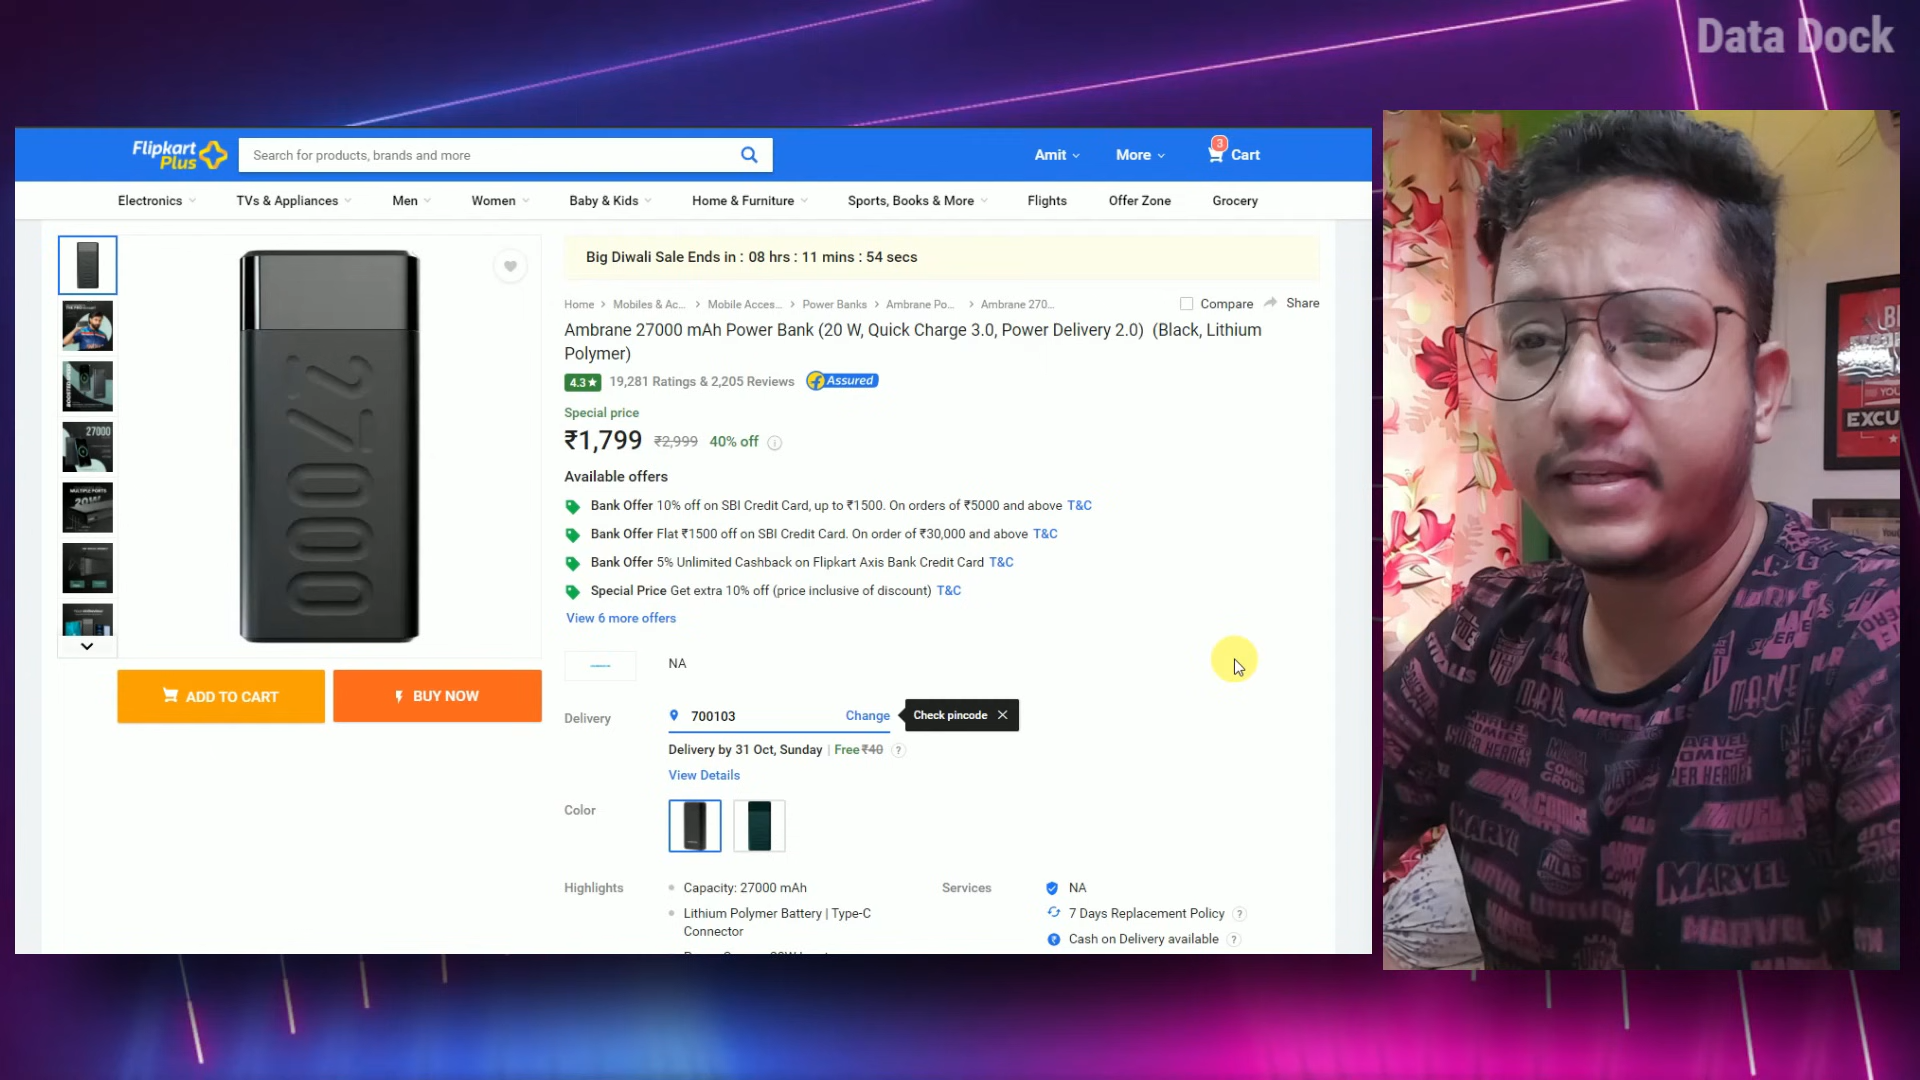 Data Dock
Flipkart
Plus
Search for products, brands and more
Amit
More
3
Cart
Electronics
TVs & Appliances
Men
Women
Baby & Kids
Home & Furniture
Sports, Books & More
Flights
Offer Zone
Grocery
27000
Big Diwali Sale Ends in : 08 hrs : 11 mins : 54 secs
Home > Mobiles & Ac... > Mobile Acces... > Power Banks > Ambrane Po... > Ambrane 270...
Compare
Share
Ambrane 27000 mAh Power Bank (20 W, Quick Charge 3.0, Power Delivery 2.0) (Black, Lithium
Polymer)
4.3★ 19,281 Ratings & 2,205 Reviews
Assured
Special price
₹1,799 ₹2,999 40% off
Available offers
Bank Offer 10% off on SBI Credit Card, up to ₹1500. On orders of ₹5000 and above T&C
Bank Offer Flat ₹1500 off on SBI Credit Card. On order of ₹30,000 and above T&C
Bank Offer 5% Unlimited Cashback on Flipkart Axis Bank Credit Card T&C
Special Price Get extra 10% off (price inclusive of discount) T&C
View 6 more offers
27000
20W
ADD TO CART
BUY NOW
NA
Delivery
700103
Change
Check pincode
Delivery by 31 Oct, Sunday | Free ₹40 ?
View Details
Color
Highlights
Capacity: 27000 mAh
Lithium Polymer Battery | Type-C
Connector
Services
NA
7 Days Replacement Policy ?
Cash on Delivery available ?
EXCU
MARVEL